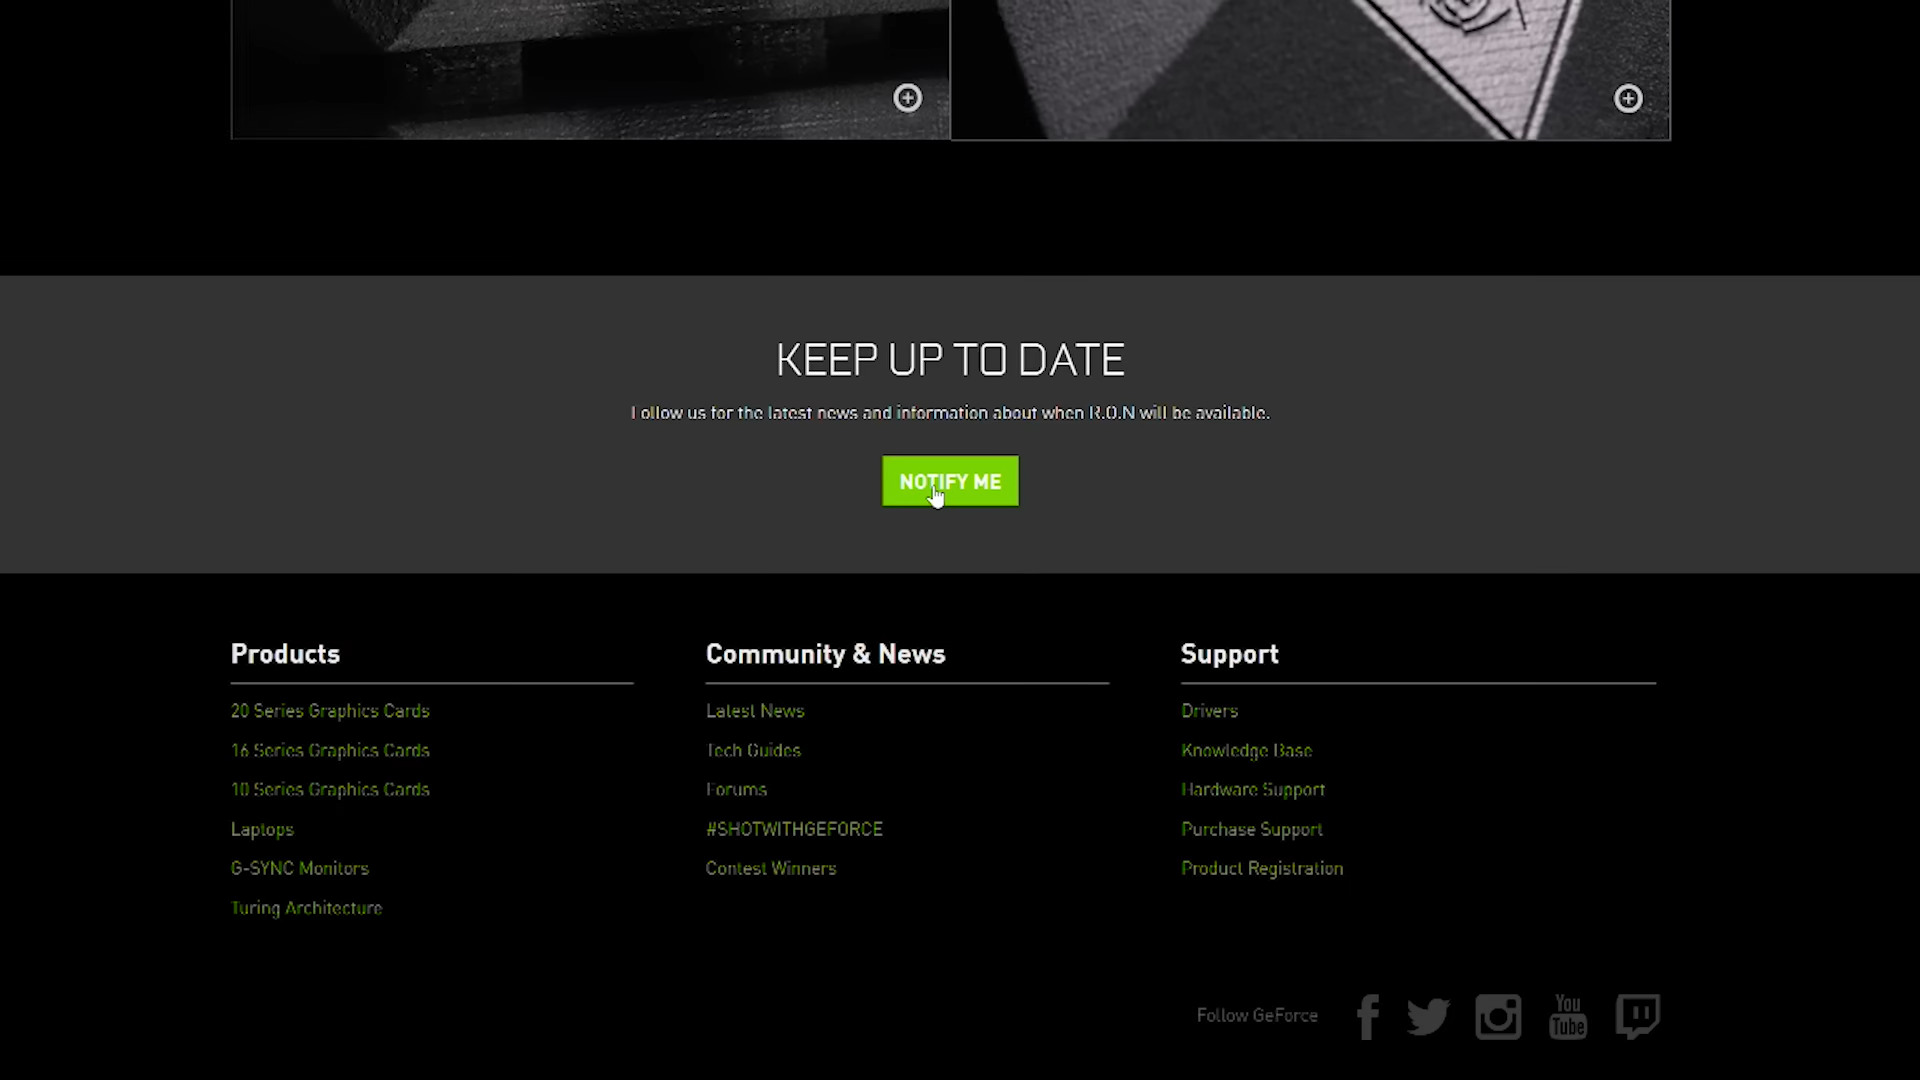 KEEP UP TO DATE
Follow us for the latest news and information about when R.O.N will be available.
NOTIFY ME
Products
20 Series Graphics Cards
16 Series Graphics Cards
10 Series Graphics Cards
Laptops
G-SYNC Monitors
Turing Architecture
Community & News
Latest News
Tech Guides
Forums
#SHOTWITHGEFORCE
Contest Winners
Support
Drivers
Knowledge Base
Hardware Support
Purchase Support
Product Registration
Follow GeForce
You
Tube